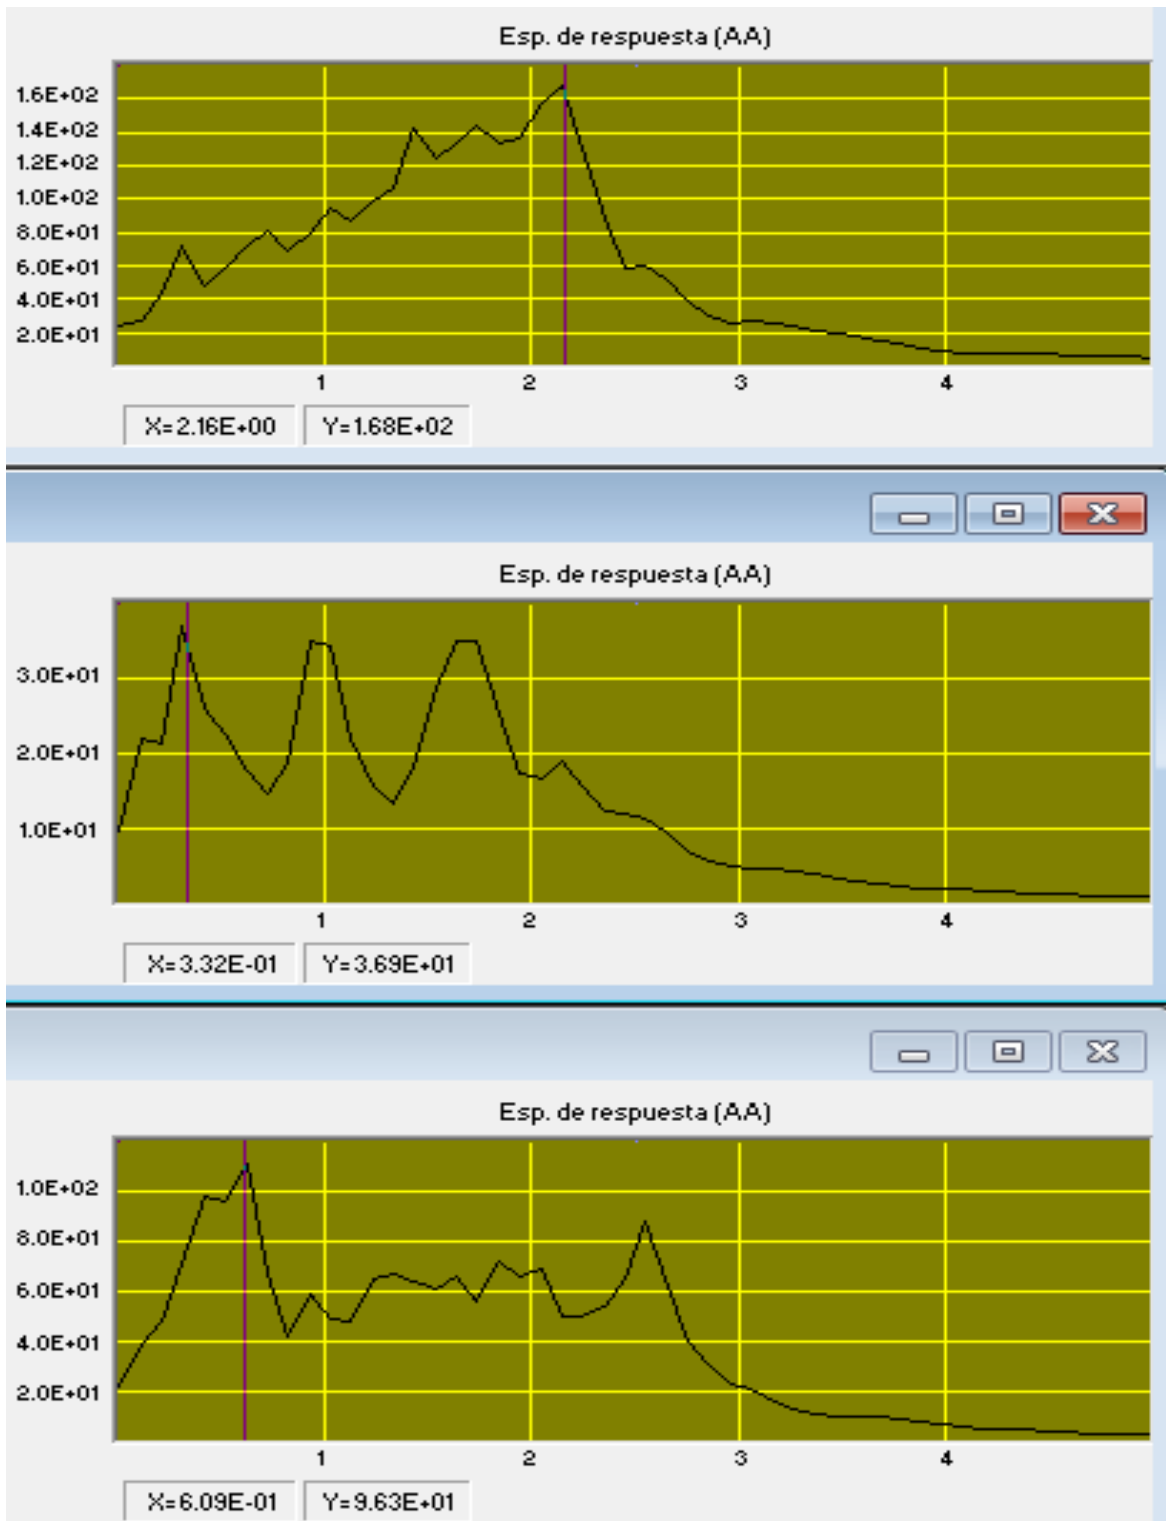 Esp. de respuesta (AA)
1.6E+02
1.4E+02
1.2E+02
1.0E+02
8.0E+01
6.0E+01
4.0E+01
2.0E+01
1 2 3 4
X=2.16E+00 Y=1.68E+02
Esp. de respuesta (AA)
3.0E+01
2.0E+01
1.0E+01
1 2 3 4
X=3.32E-01 Y=3.69E+01
Esp. de respuesta (AA)
1.0E+02
8.0E+01
6.0E+01
4.0E+01
2.0E+01
1 2 3 4
X=6.09E-01 Y=9.63E+01